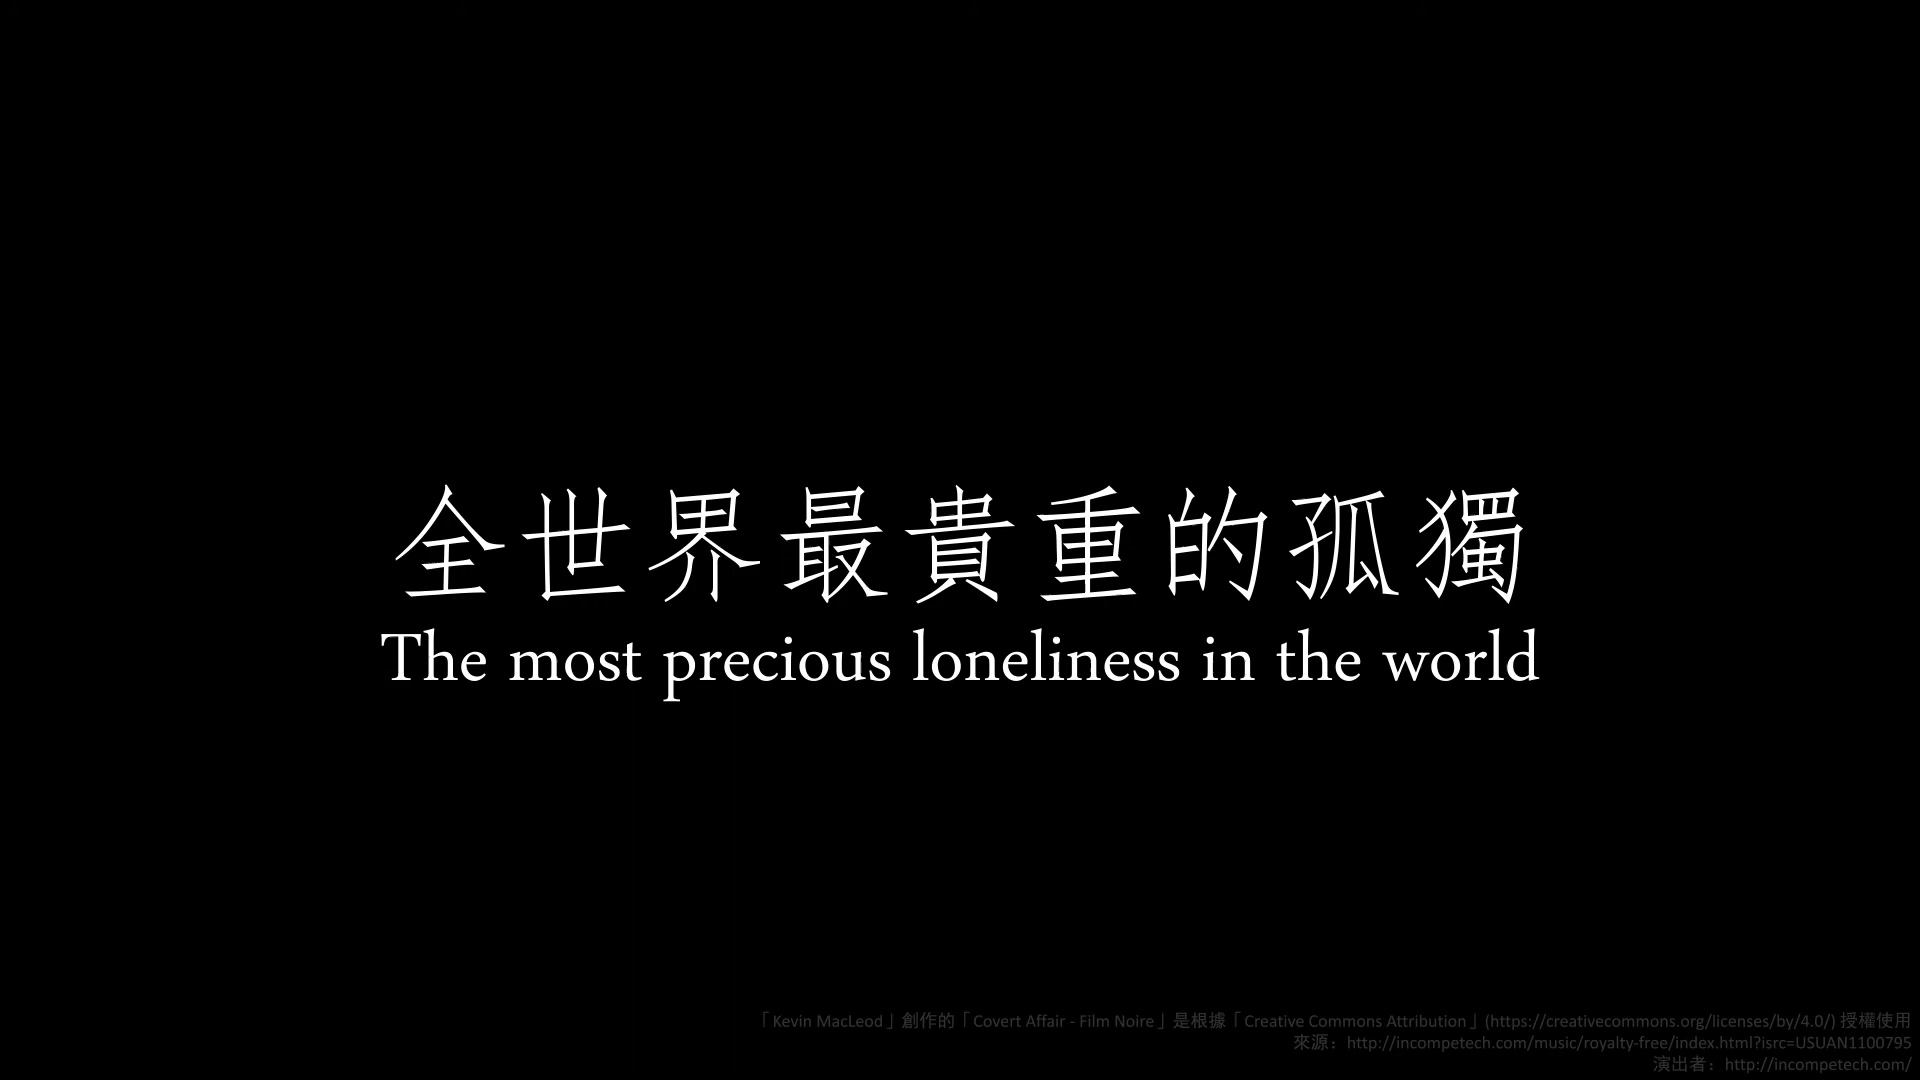 全世界最貴重的孤獨
The most precious loneliness in the world
「Kevin MacLeod」創作的「Covert Affair - Film Noire」是根據「Creative Commons Attribution」(https://creativecommons.org/licenses/by/4.0/) 授權使用
來源：http://incompetech.com/music/royalty-free/index.html?isrc=USUAN1100795
演出者：http://incompetech.com/